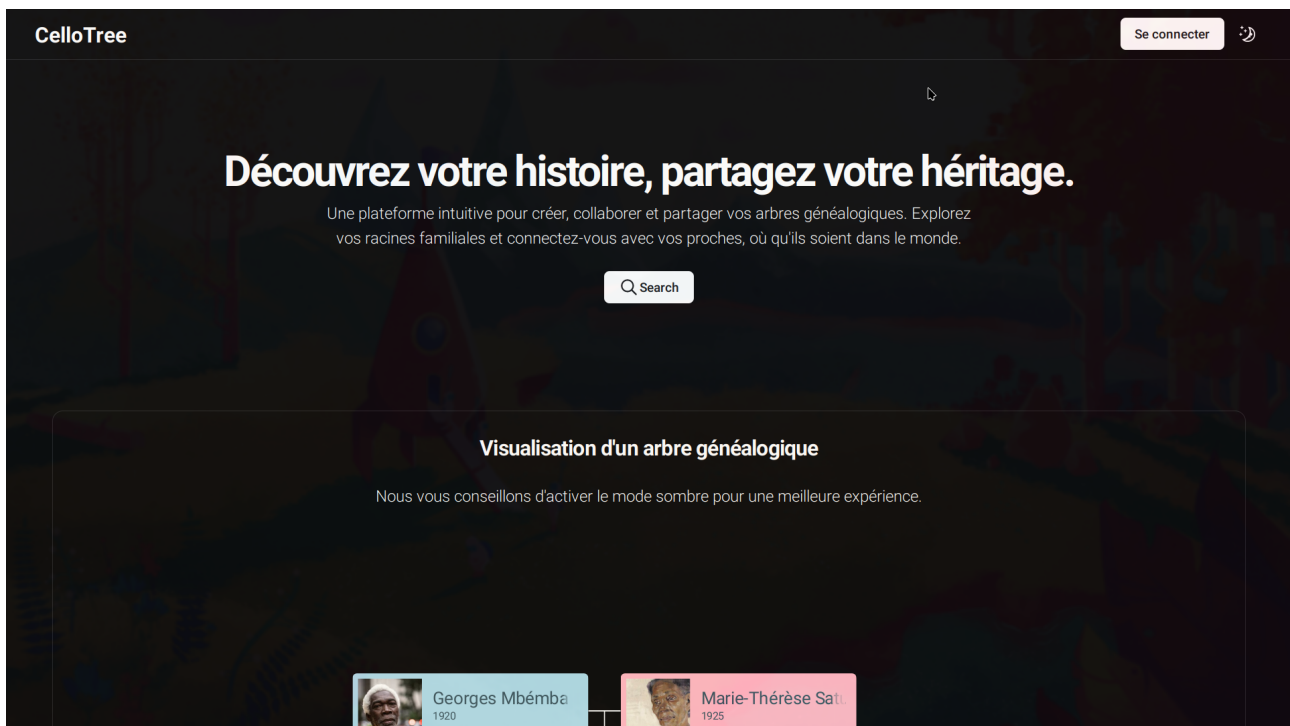 CelloTree
Se connecter
Découvrez votre histoire, partagez votre héritage.
Une plateforme intuitive pour créer, collaborer et partager vos arbres généalogiques. Explorez
vos racines familiales et connectez-vous avec vos proches, où qu'ils soient dans le monde.
Search
Visualisation d'un arbre généalogique
Nous vous conseillons d'activer le mode sombre pour une meilleure expérience.
Georges Mbémba
1920
Marie-Thérèse
1925